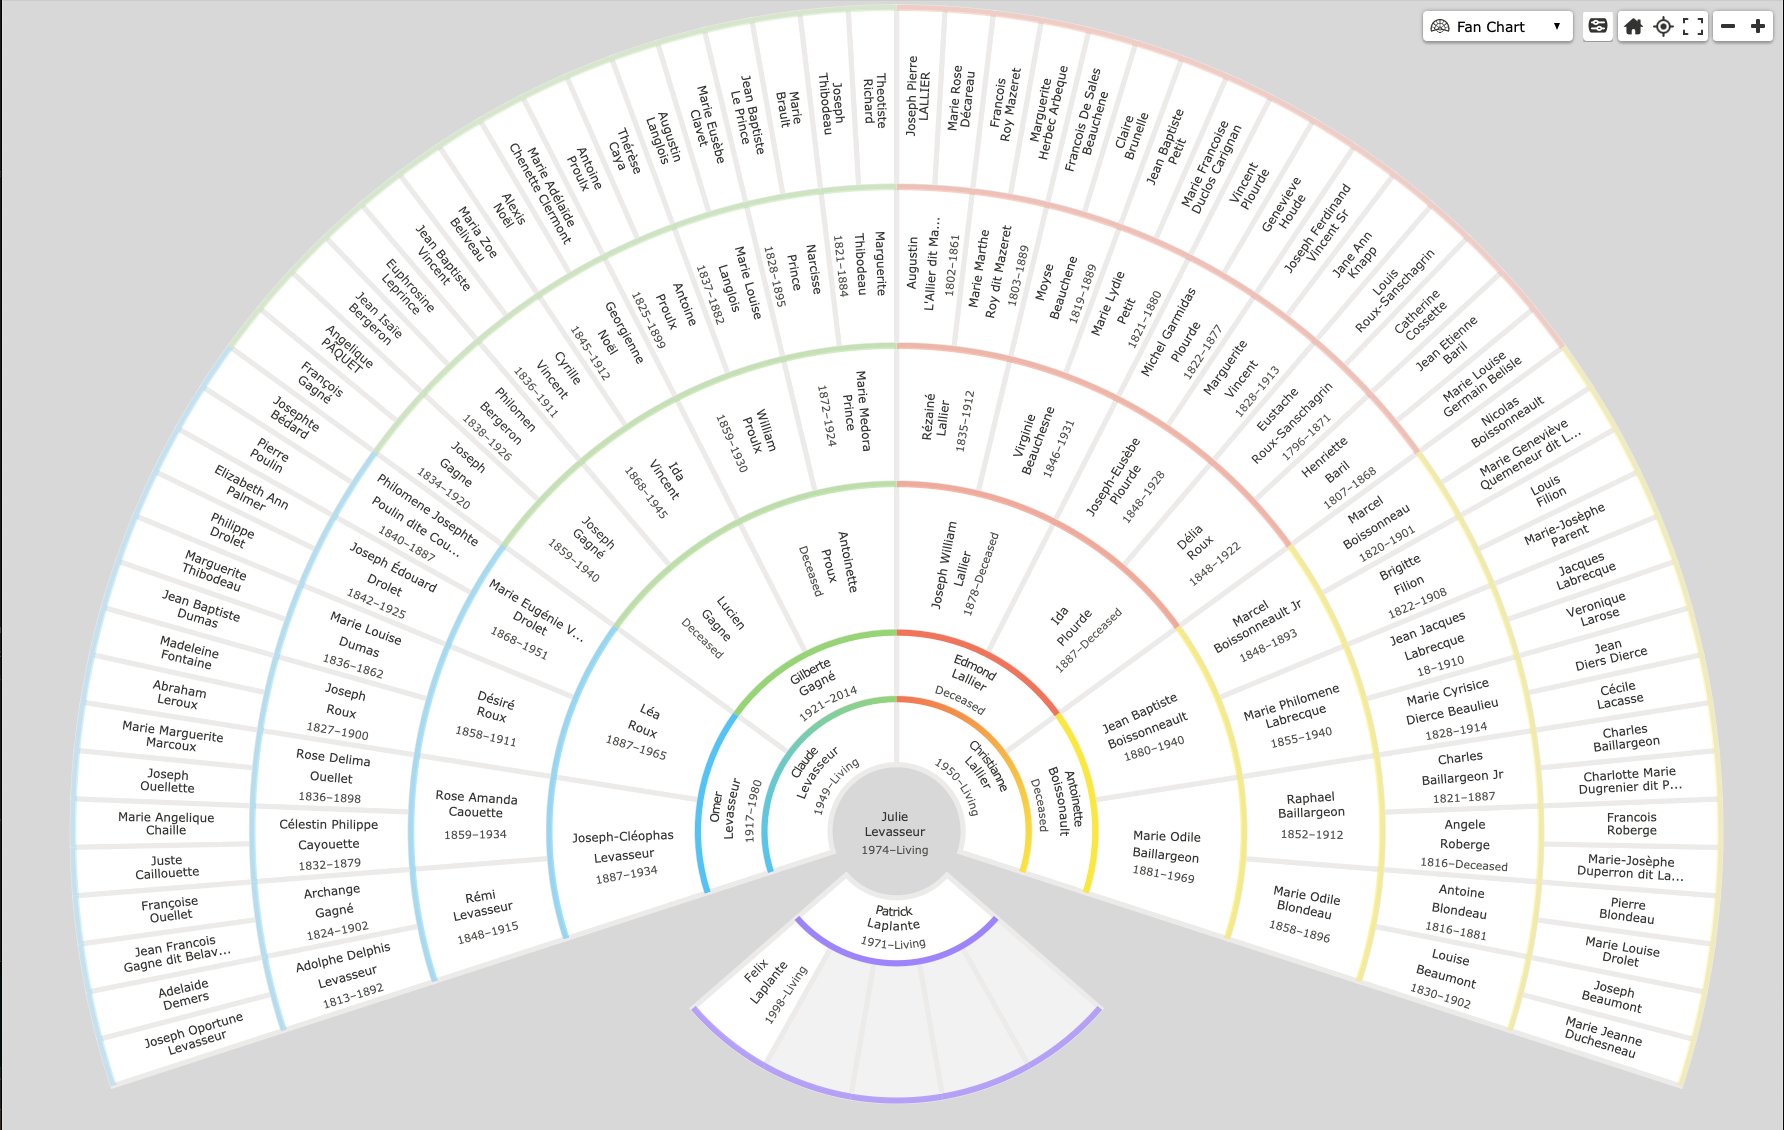 Fan Chart
Julie
Levasseur
1974–Living
Claude
Levasseur
1949–Living
Christianne
Lallier
1950–Living
Omer
Levasseur
1917–1980
Gilberte
Gagné
1921–2014
Edmond
Lallier
Deceased
Antoinette
Boissonault
Deceased
Joseph-Cléophas
Levasseur
1887–1934
Léa
Roux
1887–1965
Lucien
Gagne
Deceased
Antoinette
Proux
Deceased
Joseph William
Lallier
1878–Deceased
Ida
Plourde
1887–Deceased
Jean Baptiste
Boissonneault
1880–1940
Marie Odile
Baillargeon
1881–1969
Rémi
Levasseur
1848–1915
Rose Amanda
Caouette
1859–1934
Désiré
Roux
1858–1911
Marie Eugénie V...
Drolet
1868–1951
Joseph
Gagné
1859–1940
Ida
Vincent
1868–1945
William
Proulx
1859–1930
Marie Medora
Prince
1872–1924
Rézainé
Lallier
1835–1912
Virginie
Beauchesne
1846–1931
Joseph-Eusèbe
Plourde
1848–1928
Délia
Roux
1848–1922
Marcel
Boissonneault Jr
1848–1893
Marie Philomene
Labrecque
1855–1940
Raphael
Baillargeon
1852–1912
Marie Odile
Blondeau
1858–1896
Adolphe Delphis
Levasseur
1813–1892
Archange
Gagné
1824–1902
Célestin Philippe
Cayouette
1832–1879
Rose Delima
Ouellet
1836–1898
Joseph
Roux
1827–1900
Marie Louise
Dumas
1836–1862
Joseph Édouard
Drolet
1842–1925
Philomene Josephte
Poulin dite Cou...
1840–1887
Joseph
Gagne
1834–1920
Philomen
Bergeron
1838–1926
Cyrille
Vincent
1836–1911
Georgienne
Noël
1845–1912
Antoine
Proulx
1825–1899
Marie Louise
Langlois
1837–1882
Narcisse
Prince
1828–1895
Marguerite
Thibodeau
1821–1884
Augustin
L'Allier dit Ma...
1802–1861
Marie Marthe
Roy dit Mazeret
1803–1889
Moyse
Beauchene
1819–1889
Marie Lydie
Petit
1821–1880
Michel Garmidas
Plourde
1822–1877
Marguerite
Vincent
1828–1913
Eustache
Roux-Sanschagrin
1796–1871
Henriette
Baril
1807–1868
Marcel
Boissonneau
1820–1901
Brigitte
Filion
1822–1908
Jean Jacques
Labrecque
18–1910
Marie Cyrisice
Dierce Beaulieu
1828–1914
Charles
Baillargeon Jr
1821–1887
Angele
Roberge
1816–Deceased
Antoine
Blondeau
1816–1881
Louise
Beaumont
1830–1902
Joseph Oportune
Levasseur
Adelaide
Demers
Jean Francois
Gagne dit Belav...
Françoise
Ouellet
Juste
Caillouette
Marie Angelique
Chaille
Joseph
Ouellette
Marie Marguerite
Marcoux
Abraham
Leroux
Madeleine
Fontaine
Jean Baptiste
Dumas
Marguerite
Thibodeau
Philippe
Drolet
Elizabeth Ann
Palmer
Pierre
Poulin
Josephte
Bédard
François
Gagné
Angelique
PAQUET
Jean Isaïe
Bergeron
Euphrosine
Leprince
Jean Baptiste
Vincent
Maria Zoe
Beliveau
Alexis
Noël
Marie Adélaïde
Chenette Clermont
Antoine
Proulx
Thérèse
Caya
Augustin
Langlois
Marie Eusèbe
Clavet
Jean Baptiste
Le Prince
Marie
Brault
Joseph
Thibodeau
Theotiste
Richard
Joseph Pierre
LALLIER
Marie Rose
Décareau
Francois
Roy Mazeret
Marguerite
Herbec Arbeque
François De Sales
Beauchene
Claire
Brunelle
Jean Baptiste
Petit
Marie Francoise
Duclos Carignan
Vincent
Plourde
Genevieve
Houde
Joseph Ferdinand
Vincent Sr
Jane Ann
Knapp
Louis
Roux-Sanschagrin
Catherine
Cossette
Jean Etienne
Baril
Marie Louise
Germain Belisle
Nicolas
Boissonneault
Marie Geneviève
Quemeneur dit L...
Louis
Filion
Marie-Josèphe
Parent
Jacques
Labrecque
Veronique
Larose
Jean
Diers Dierce
Cécile
Lacasse
Charles
Baillargeon
Charlotte Marie
Dugrenier dit P...
Francois
Roberge
Marie-Josèphe
Duperron dit La...
Pierre
Blondeau
Marie Louise
Drolet
Joseph
Beaumont
Marie Jeanne
Duchesneau
Patrick
Laplante
1971–Living
Felix
Laplante
1998–Living